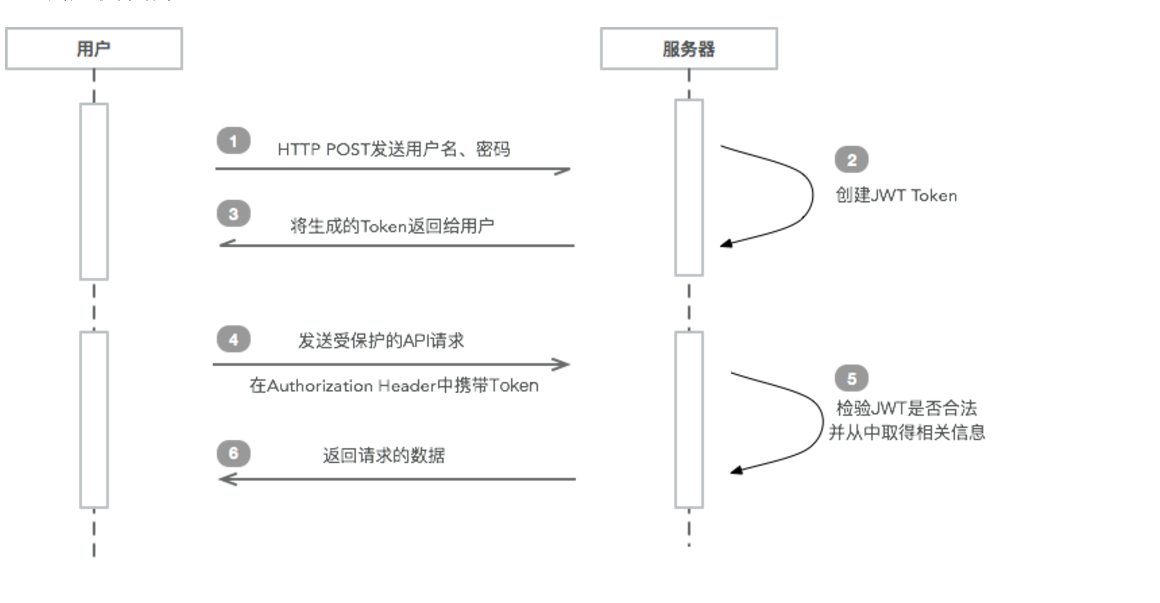 用户
服务器
1
HTTP POST发送用户名、密码
2
创建JWT Token
3
将生成的Token返回给用户
4
发送受保护的API请求
在Authorization Header中携带Token
5
检验JWT是否合法
并从中取得相关信息
6
返回请求的数据